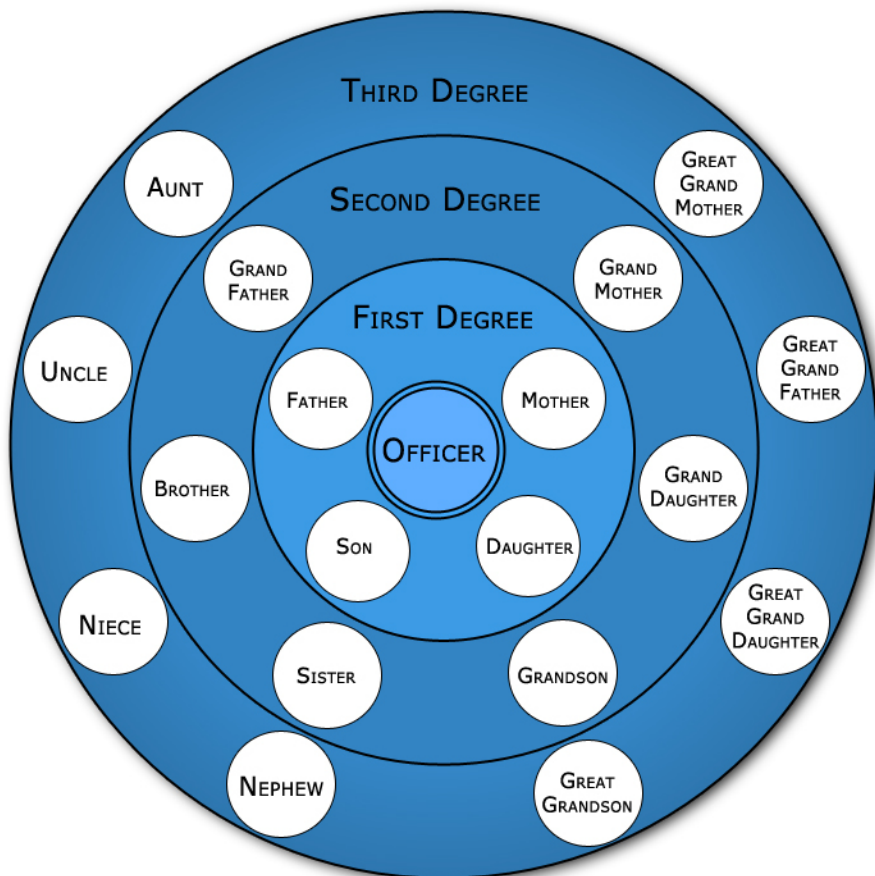 Third Degree
Aunt
Great
Grand
Mother
Second Degree
Grand
Father
Grand
Mother
First Degree
Uncle
Great
Grand
Father
Father
Mother
Officer
Brother
Grand
Daughter
Son
Daughter
Niece
Great
Grand
Daughter
Sister
Grandson
Nephew
Great
Grandson